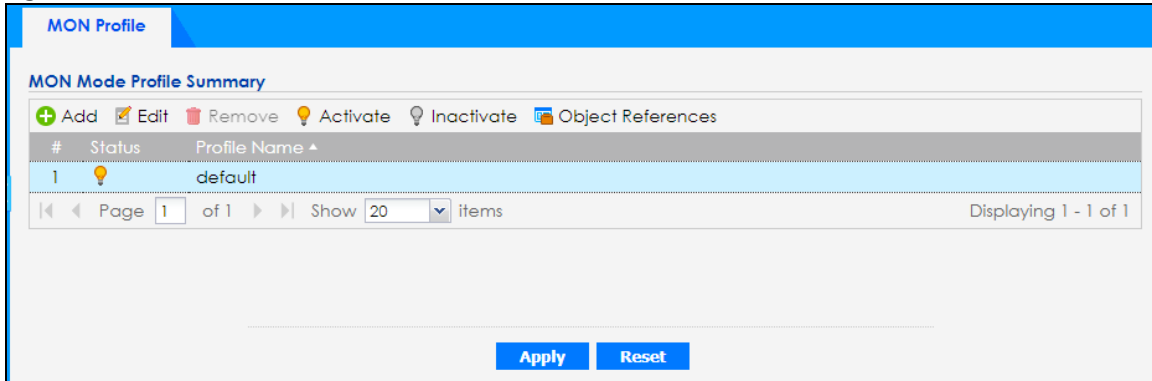 MON Profile
MON Mode Profile Summary
Add Edit Remove Activate Inactivate Object References
# Status Profile Name
1 default
Page 1 of 1 Show 20 items Displaying 1 - 1 of 1
Apply Reset